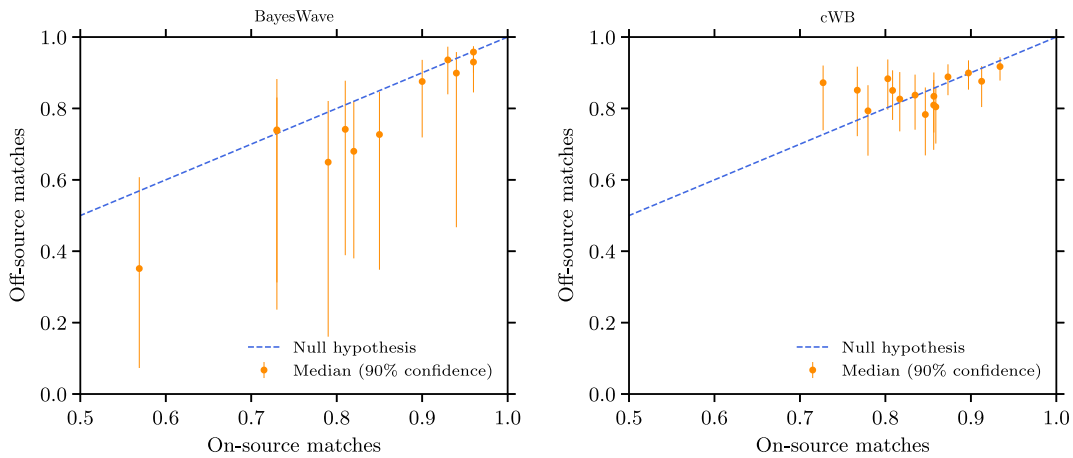 BayesWave
1.0
0.8
0.6
0.4
0.2
0.0
Off-source matches
Null hypothesis
Median (90% confidence)
0.5 0.6 0.7 0.8 0.9 1.0
On-source matches
cWB
1.0
0.8
0.6
0.4
0.2
0.0
Off-source matches
Null hypothesis
Median (90% confidence)
0.5 0.6 0.7 0.8 0.9 1.0
On-source matches